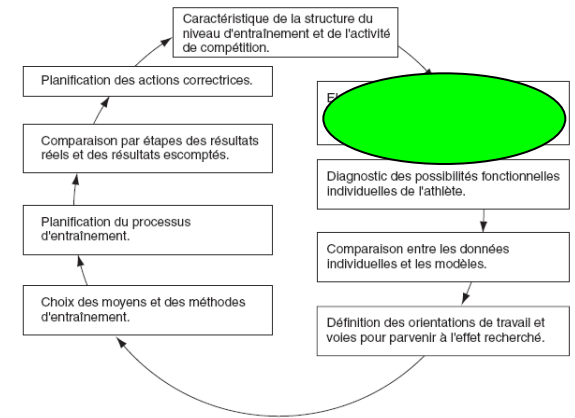 Caractéristique de la structure du
niveau d'entraînement et de l'activité
de compétition.
Planification des actions correctrices.
Comparaison par étapes des résultats
réels et des résultats escomptés.
Planification du processus
d'entraînement.
Choix des moyens et des méthodes
d'entraînement.
Diagnostic des possibilités fonctionnelles
individuelles de l'athlète.
Comparaison entre les données
individuelles et les modèles.
Définition des orientations de travail et
voies pour parvenir à l'effet recherché.